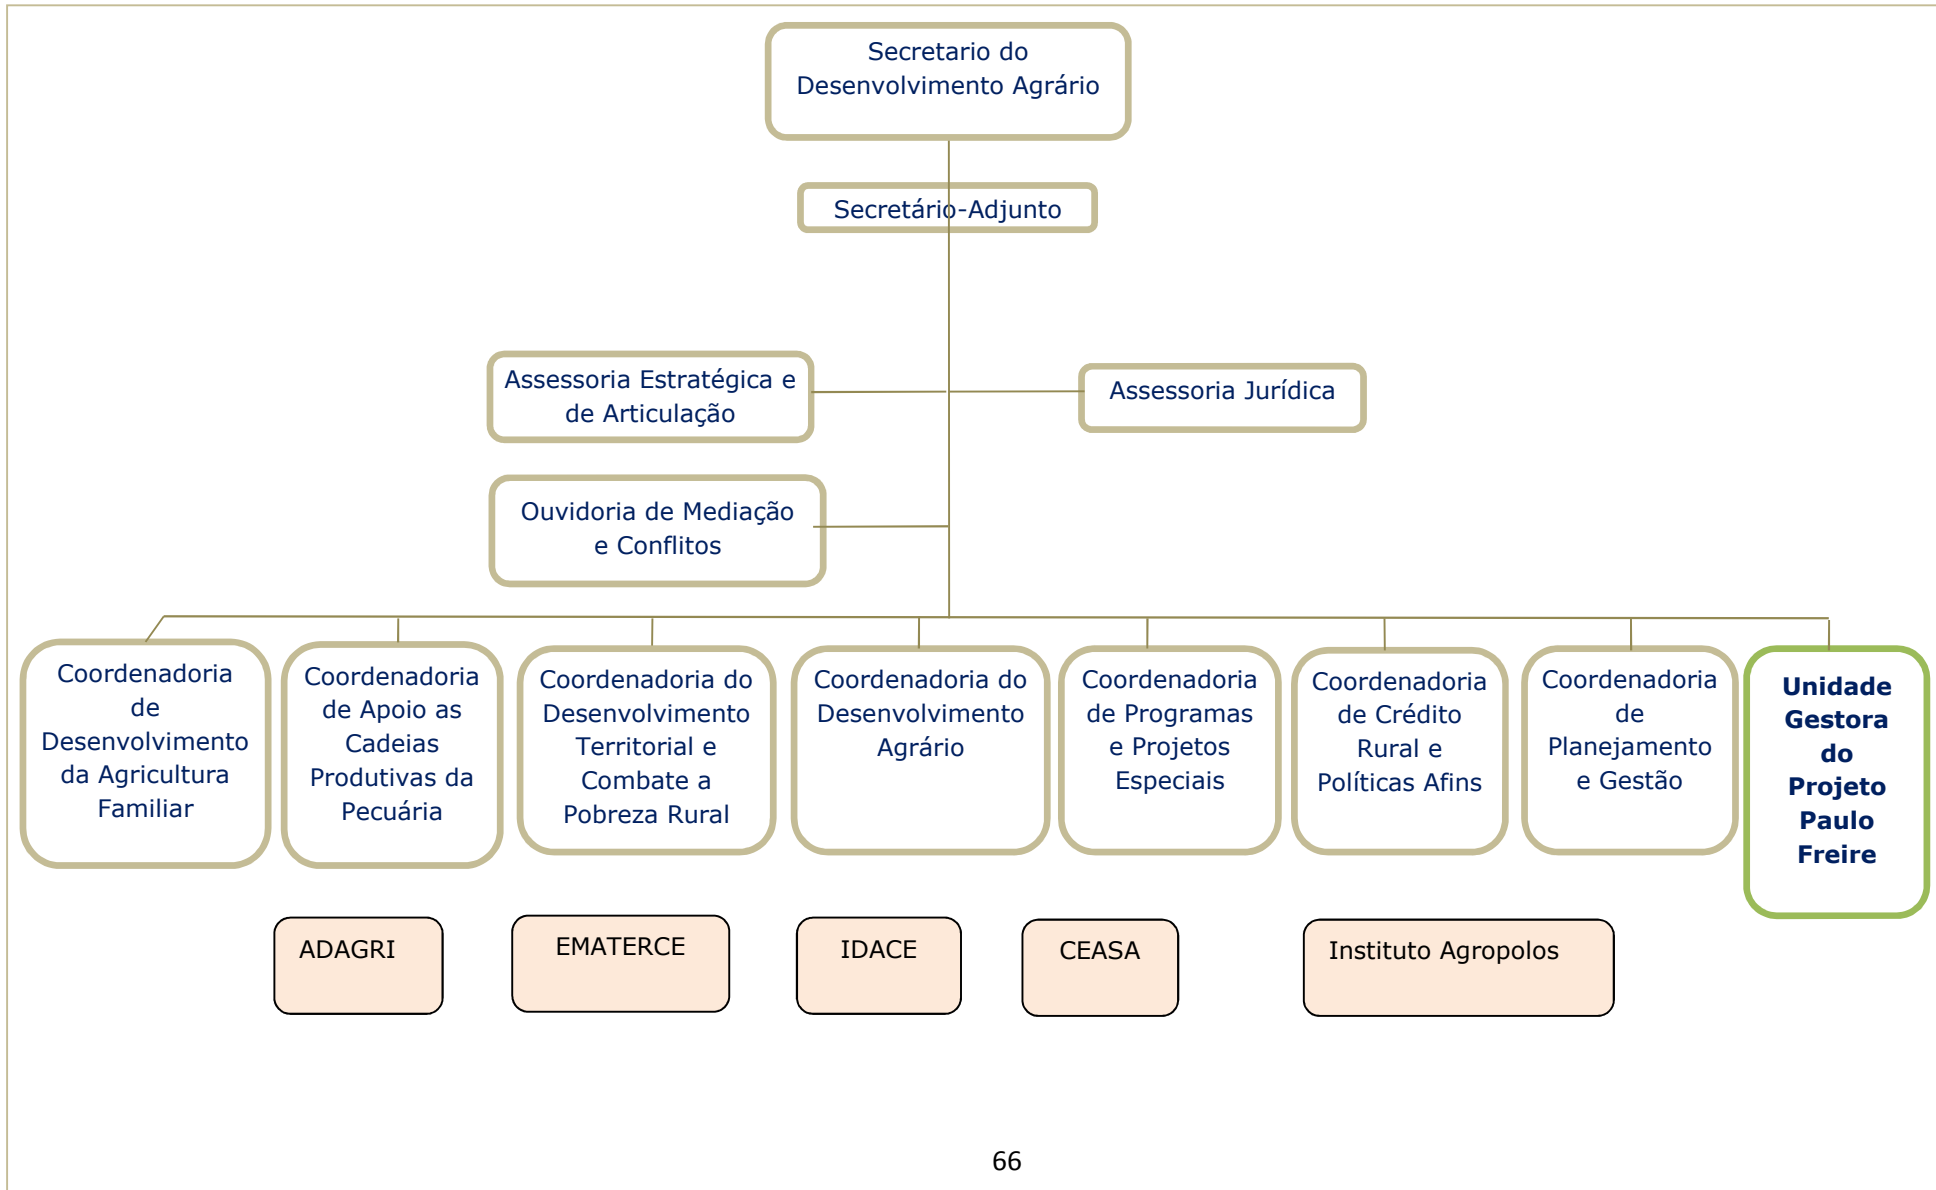 Secretario do
Desenvolvimento Agrário
Secretário-Adjunto
Assessoria Estratégica e
de Articulação
Assessoria Jurídica
Ouvidoria de Mediação
e Conflitos
Coordenadoria
de
Desenvolvimento
da Agricultura
Familiar
Coordenadoria
de Apoio as
Cadeias
Produtivas da
Pecuária
Coordenadoria do
Desenvolvimento
Territorial e
Combate a
Pobreza Rural
Coordenadoria do
Desenvolvimento
Agrário
Coordenadoria
de Programas
e Projetos
Especiais
Coordenadoria
de Crédito
Rural e
Políticas Afins
Coordenadoria
de
Planejamento
e Gestão
Unidade
Gestora
do
Projeto
Paulo
Freire
ADAGRI
EMATERCE
IDACE
CEASA
Instituto Agropolos
66